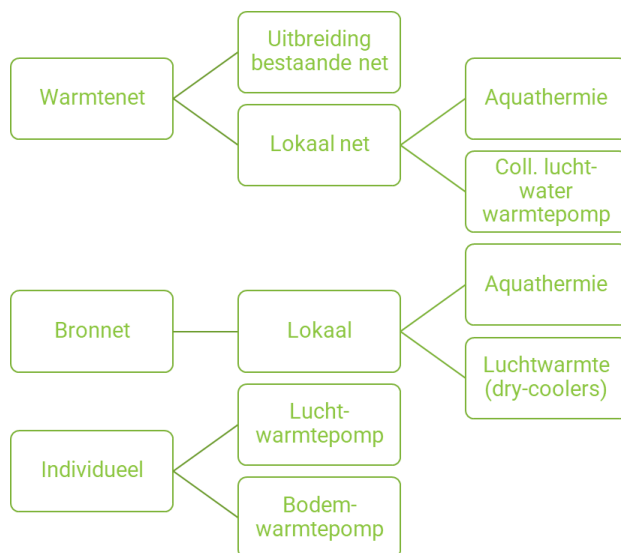 Warmtenet
Uitbreiding
bestaande net
Lokaal net
Aquathermie
Coll. lucht-
water
warmtepomp
Bronnet
Lokaal
Aquathermie
Luchtwarmte
(dry-coolers)
Individueel
Lucht-
warmtepomp
Bodem-
warmtepomp